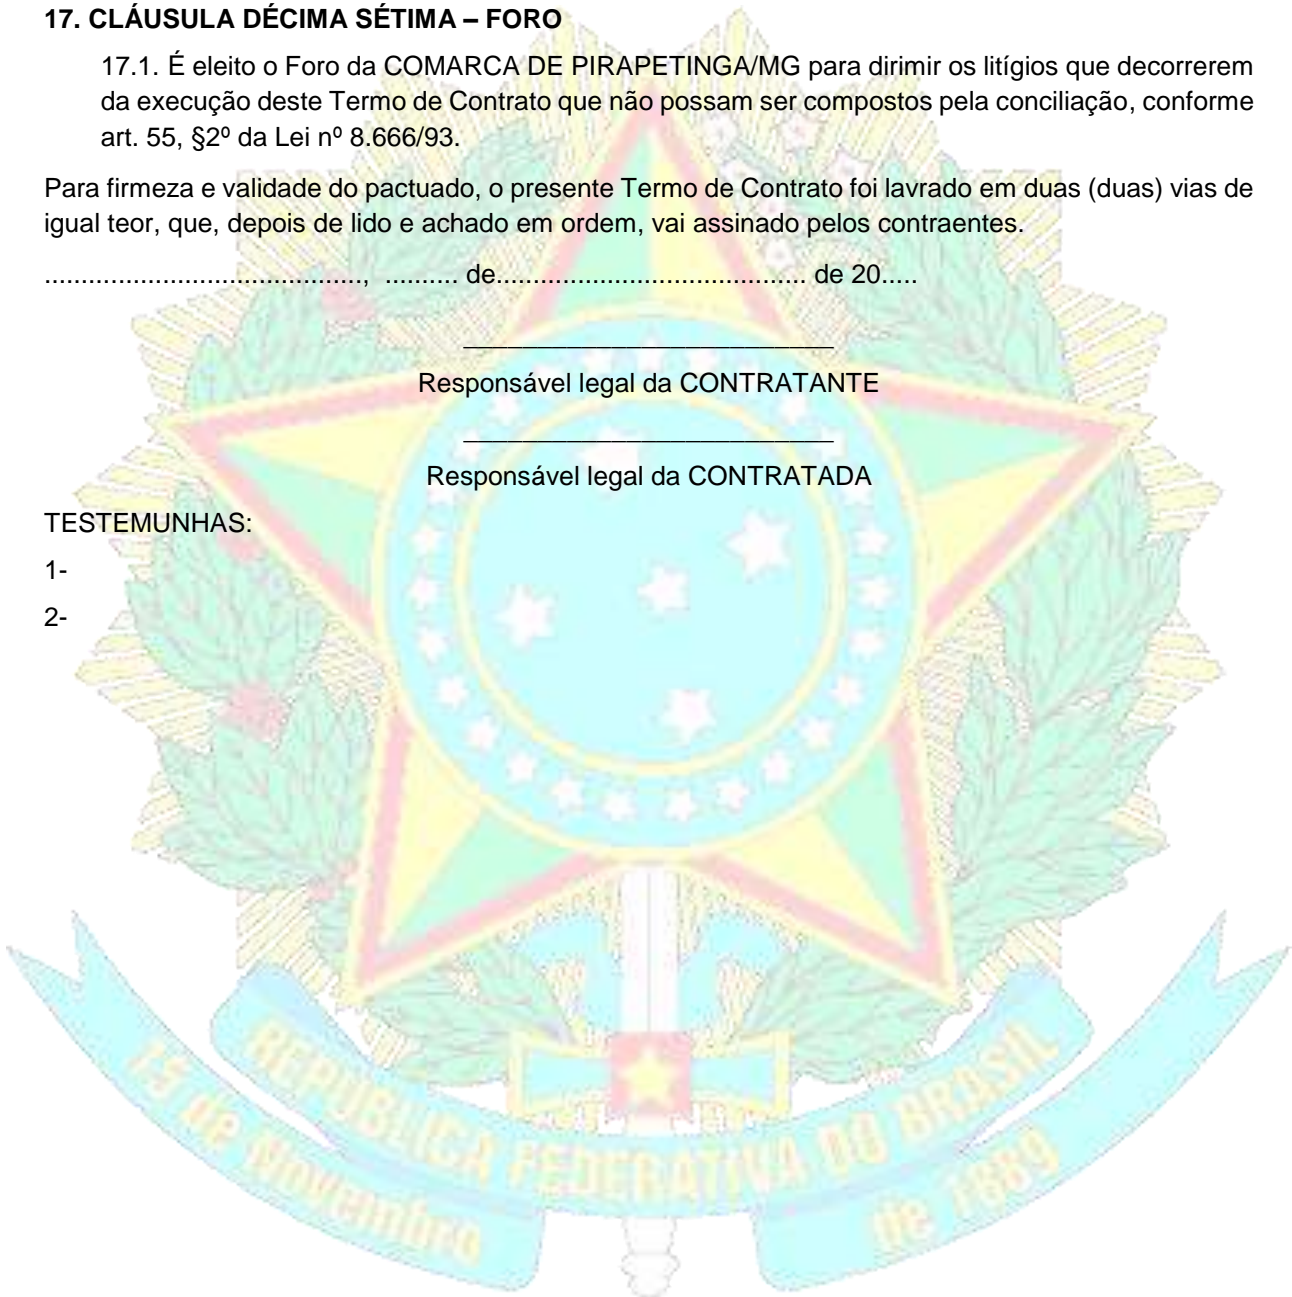 17. CLÁUSULA DÉCIMA SÉTIMA – FORO
17.1. É eleito o Foro da COMARCA DE PIRAPETINGA/MG para dirimir os litígios que decorrerem
da execução deste Termo de Contrato que não possam ser compostos pela conciliação, conforme
art. 55, §2º da Lei nº 8.666/93.
Para firmeza e validade do pactuado, o presente Termo de Contrato foi lavrado em duas (duas) vias de
igual teor, que, depois de lido e achado em ordem, vai assinado pelos contraentes.
..........................................., .......... de.......................................... de 20.....
__________________________
Responsável legal da CONTRATANTE
__________________________
Responsável legal da CONTRATADA
TESTEMUNHAS:
1-
2-
REPÚBLICA FEDERATIVA DO BRASIL
15 de Novembro
de 1889